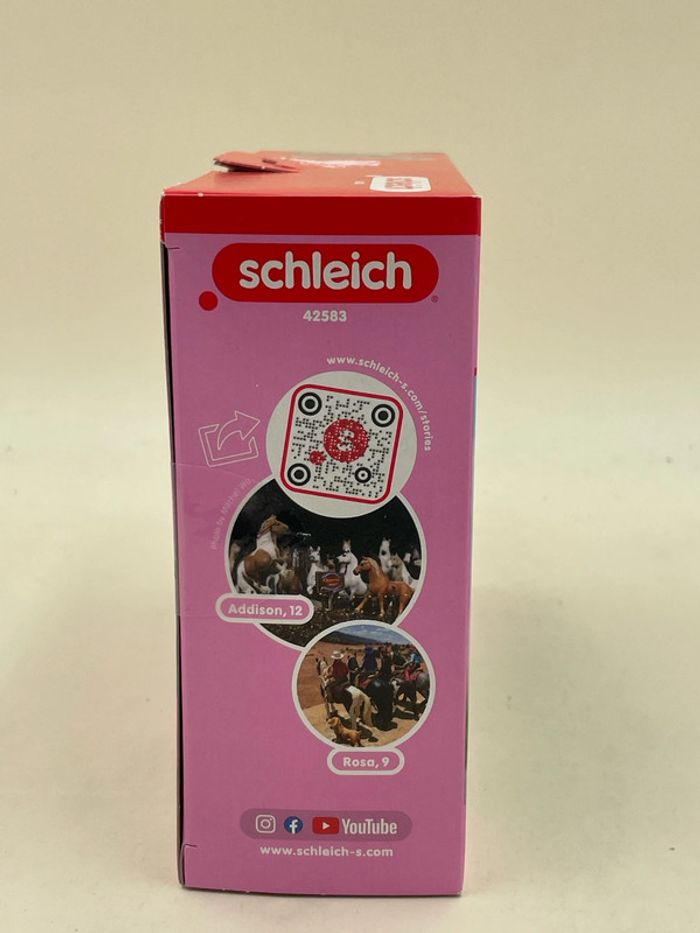 schleich
42583
www.schleich-s.com/stories
Addison, 12
Rosa, 9
YouTube
www.schleich-s.com